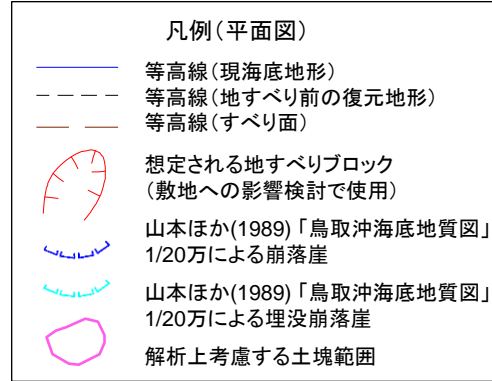 凡例(平面図)
等高線(現海底地形)
等高線(地すべり前の復元地形)
等高線(すべり面)
想定される地すべりブロック
(敷地への影響検討で使用)
山本ほか(1989)「鳥取沖海底地質図」
1/20万による崩落崖
山本ほか(1989)「鳥取沖海底地質図」
1/20万による埋没崩落崖
解析上考慮する土塊範囲